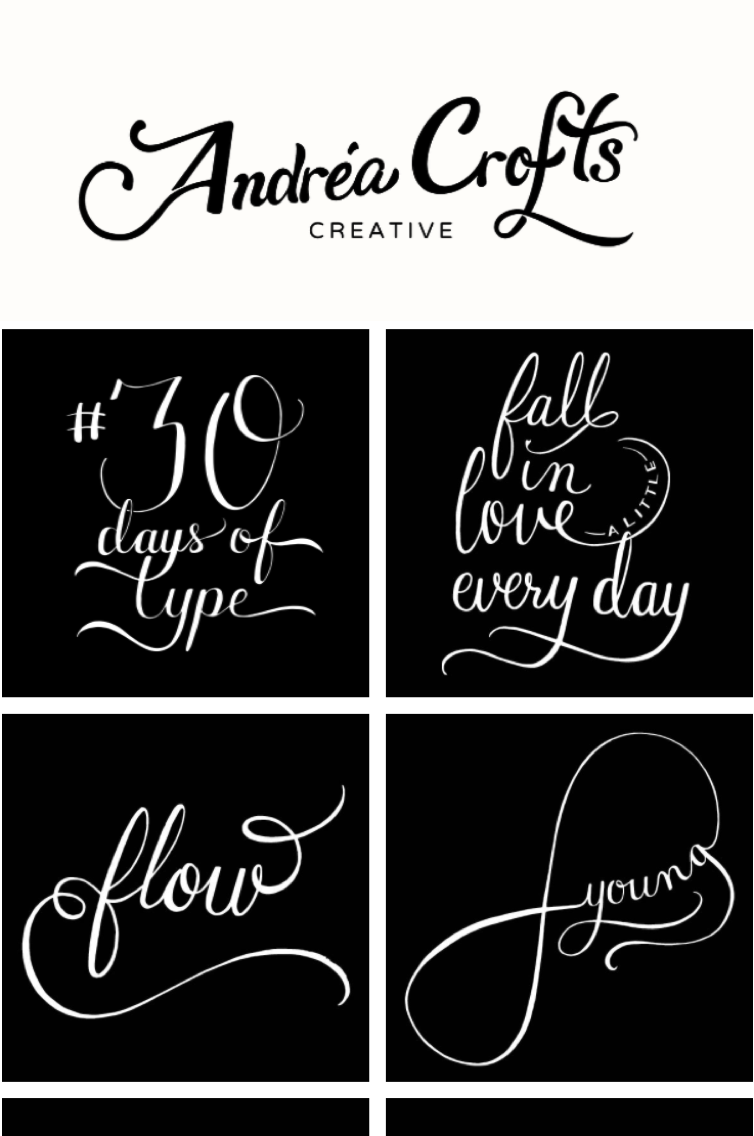 Andréa Crofts
CREATIVE
#30
days of
type
fall
in
love
A LITTLE
every day
flow
young